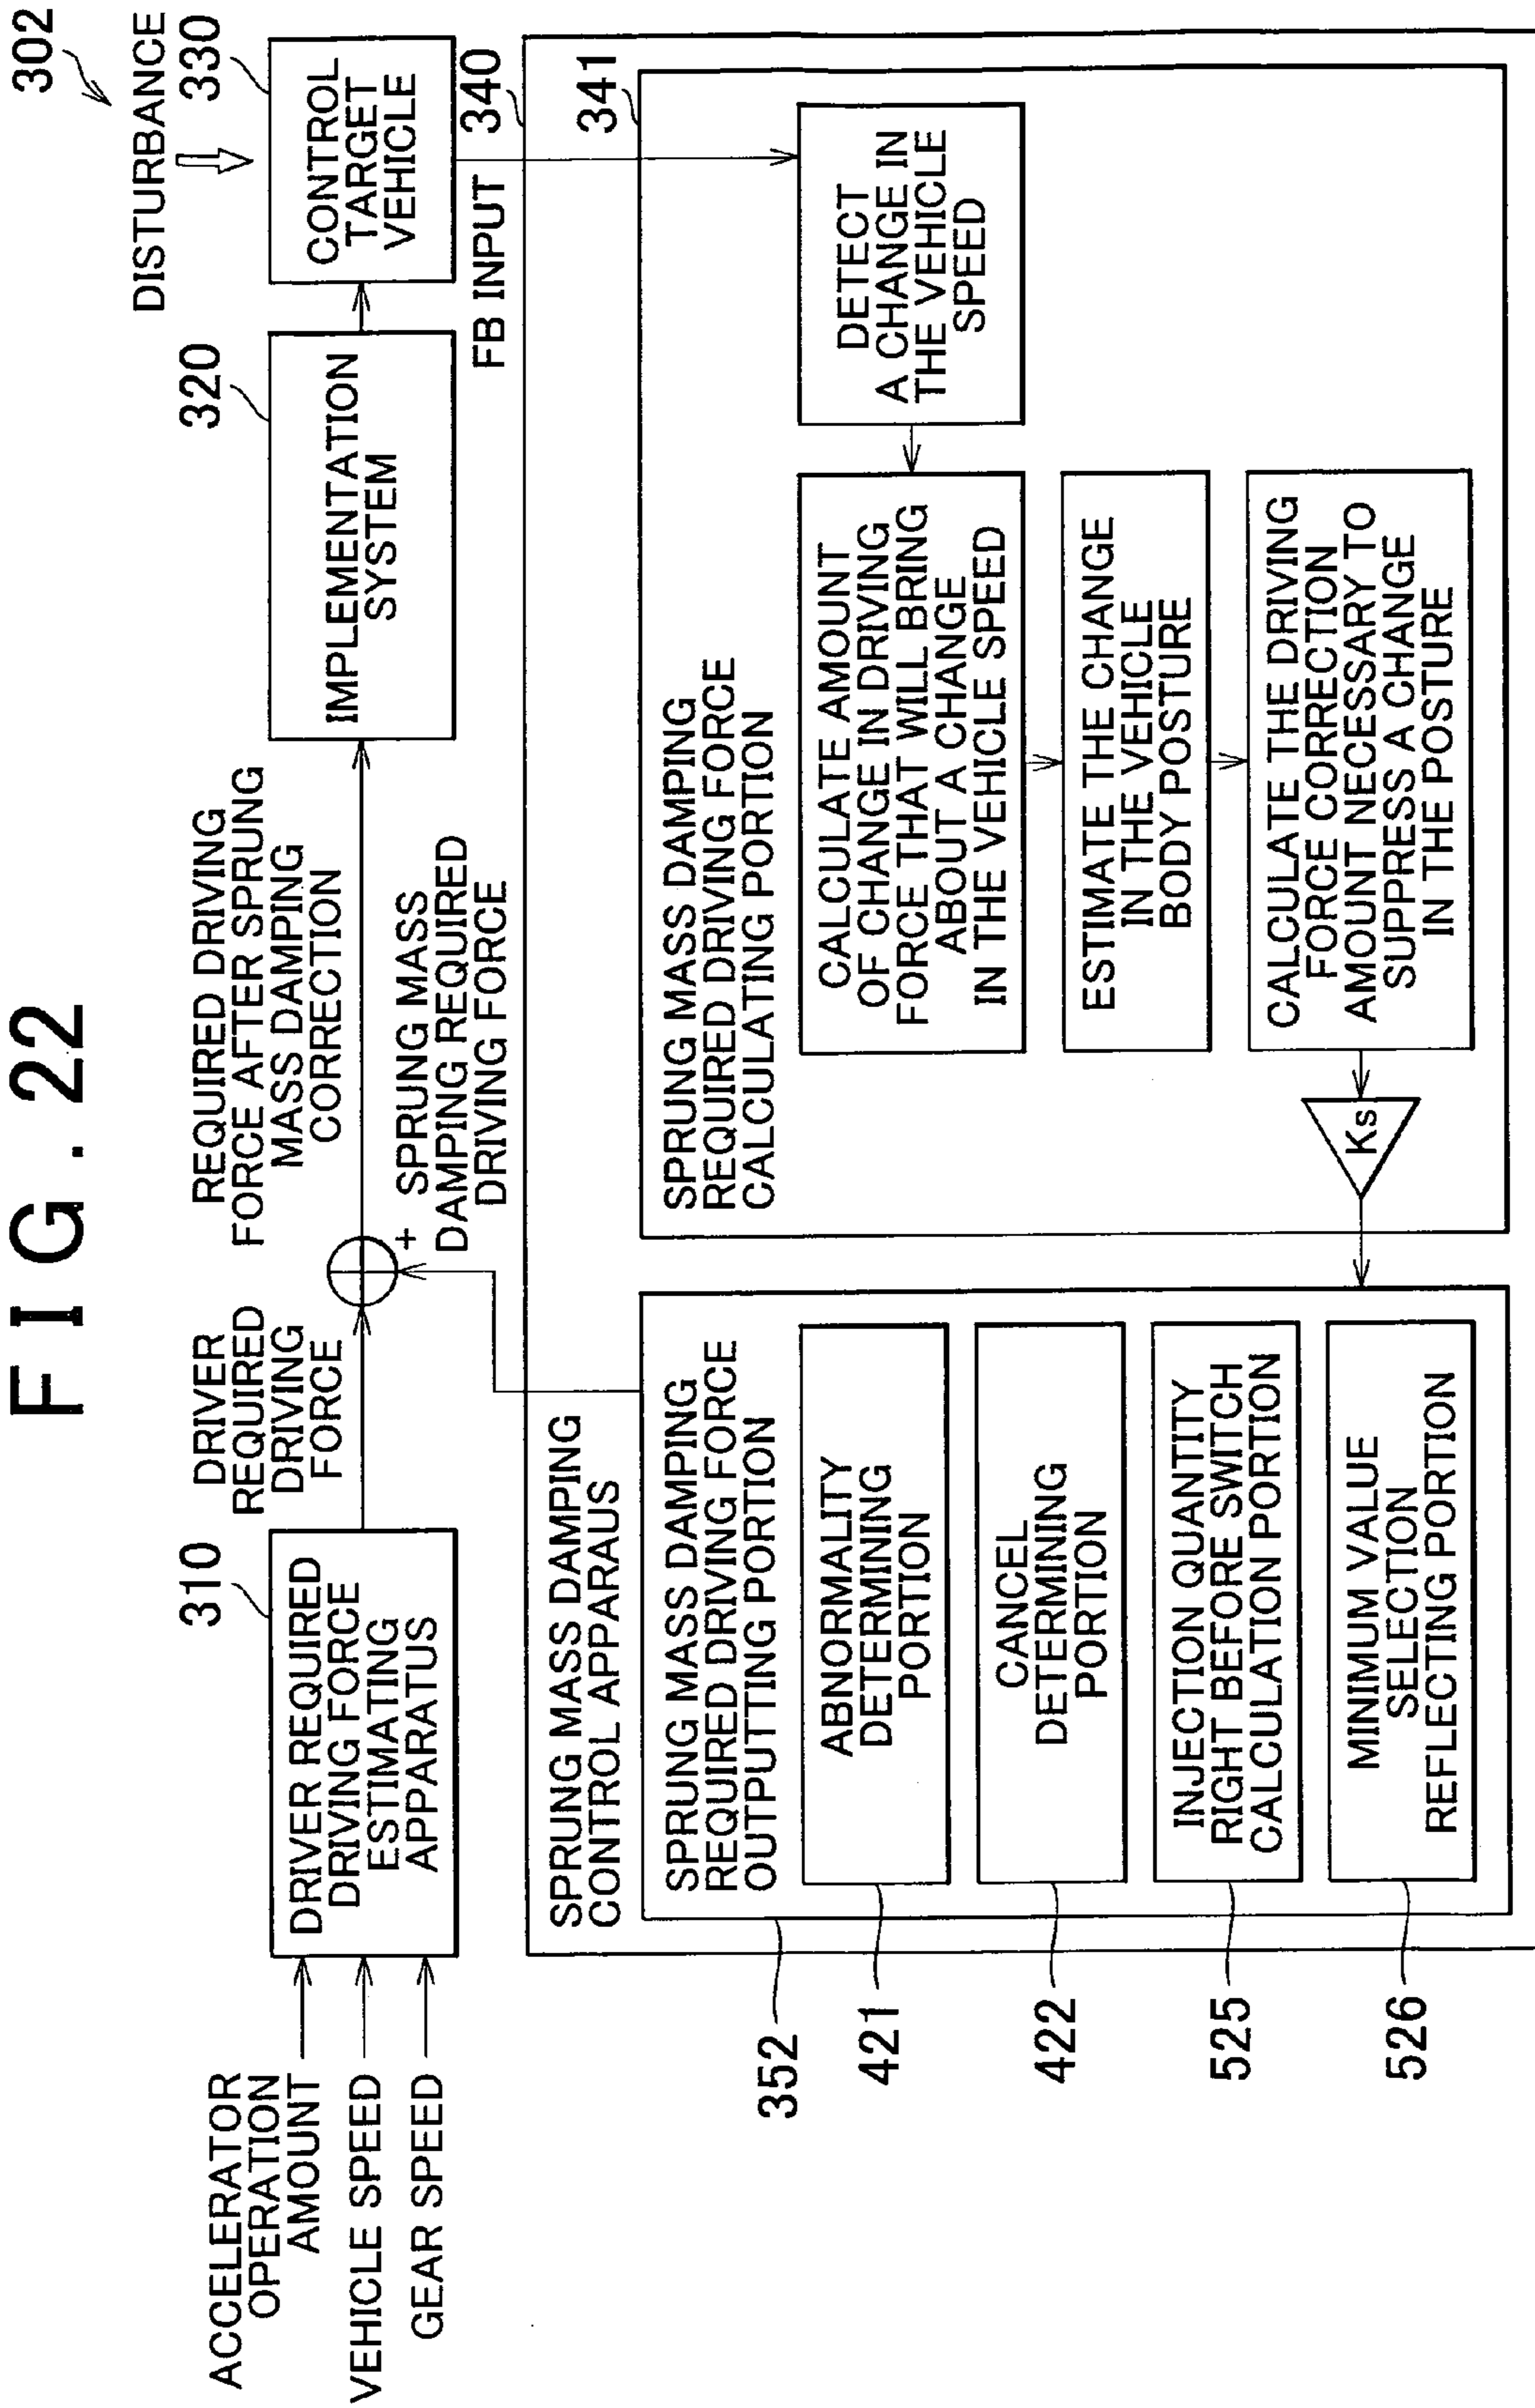 FIG. 22
302
DISTURBANCE
ACCELERATOR
OPERATION
AMOUNT
VEHICLE SPEED
GEAR SPEED
310
DRIVER REQUIRED
DRIVING FORCE
ESTIMATING
APPARATUS
DRIVER
REQUIRED
DRIVING
FORCE
REQUIRED DRIVING
FORCE AFTER SPRUNG
MASS DAMPING
CORRECTION
+
SPRUNG MASS
DAMPING REQUIRED
DRIVING FORCE
320
IMPLEMENTATION
SYSTEM
330
CONTROL
TARGET
VEHICLE
FB INPUT
340
SPRUNG MASS DAMPING
CONTROL APPARAUS
352
SPRUNG MASS DAMPING
REQUIRED DRIVING FORCE
OUTPUTTING PORTION
421
ABNORMALITY
DETERMINING
PORTION
422
CANCEL
DETERMINING
PORTION
525
INJECTION QUANTITY
RIGHT BEFORE SWITCH
CALCULATION PORTION
526
MINIMUM VALUE
SELECTION
REFLECTING PORTION
341
SPRUNG MASS DAMPING
REQUIRED DRIVING FORCE
CALCULATING PORTION
DETECT
A CHANGE IN
THE VEHICLE
SPEED
CALCULATE AMOUNT
OF CHANGE IN DRIVING
FORCE THAT WILL BRING
ABOUT A CHANGE
IN THE VEHICLE SPEED
ESTIMATE THE CHANGE
IN THE VEHICLE
BODY POSTURE
CALCULATE THE DRIVING
FORCE CORRECTION
AMOUNT NECESSARY TO
SUPPRESS A CHANGE
IN THE POSTURE
Ks